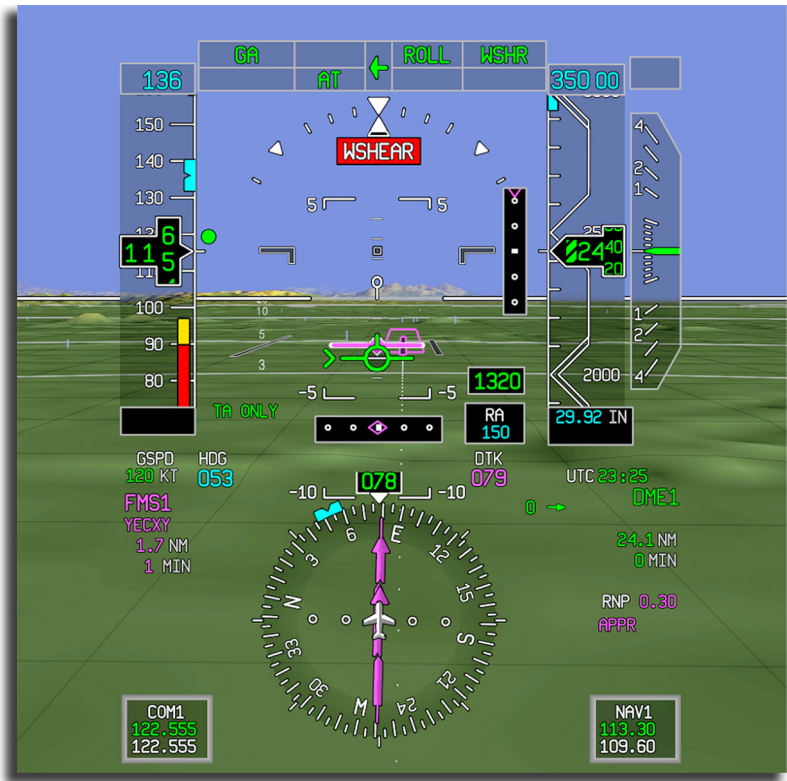 GA ROLL WSHR
AT
136
350 00
WSHEAR
150
140
130
11 6
5
100
90
80
4
2
1
1
2
4
24 40
20
2000
5 5
10
5
3
-5 -5
1320
RA
150
29.92 IN
TA ONLY
GSPD HDG
120 KT 053
DTK
079
UTC 23:25
FMS1
YECXY
1.7 NM
1 MIN
-10 078 -10
0
DME1
24.1 NM
0 MIN
RNP 0.30
APPR
N 3 6 E 12 15 S 21 24 W 30 33
COM1
122.555
122.555
NAV1
113.30
109.60